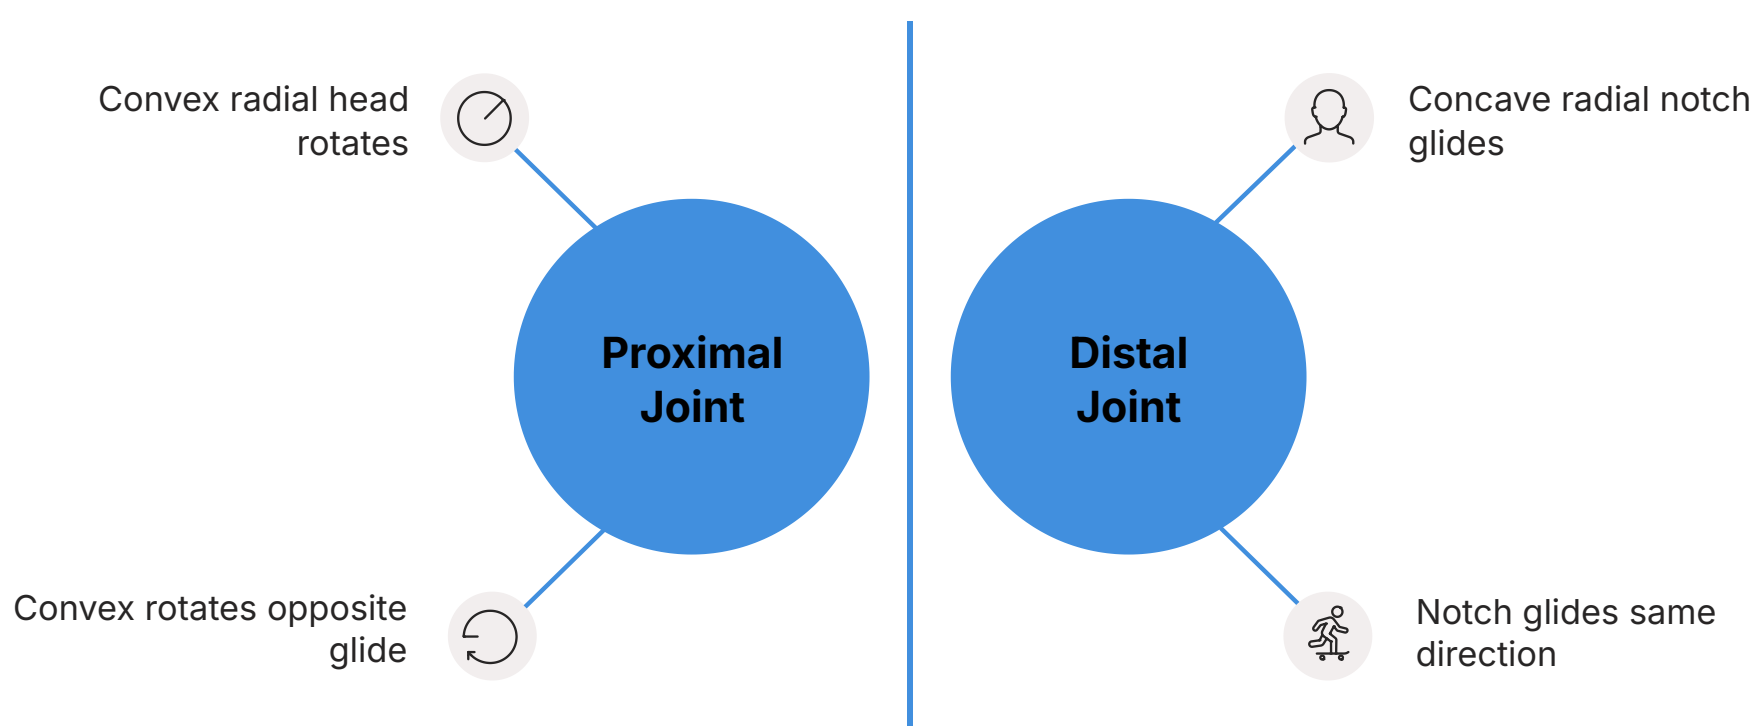 Convex radial head
rotates
Convex rotates opposite
glide
Proximal
Joint
Distal
Joint
Concave radial notch
glides
Notch glides same
direction